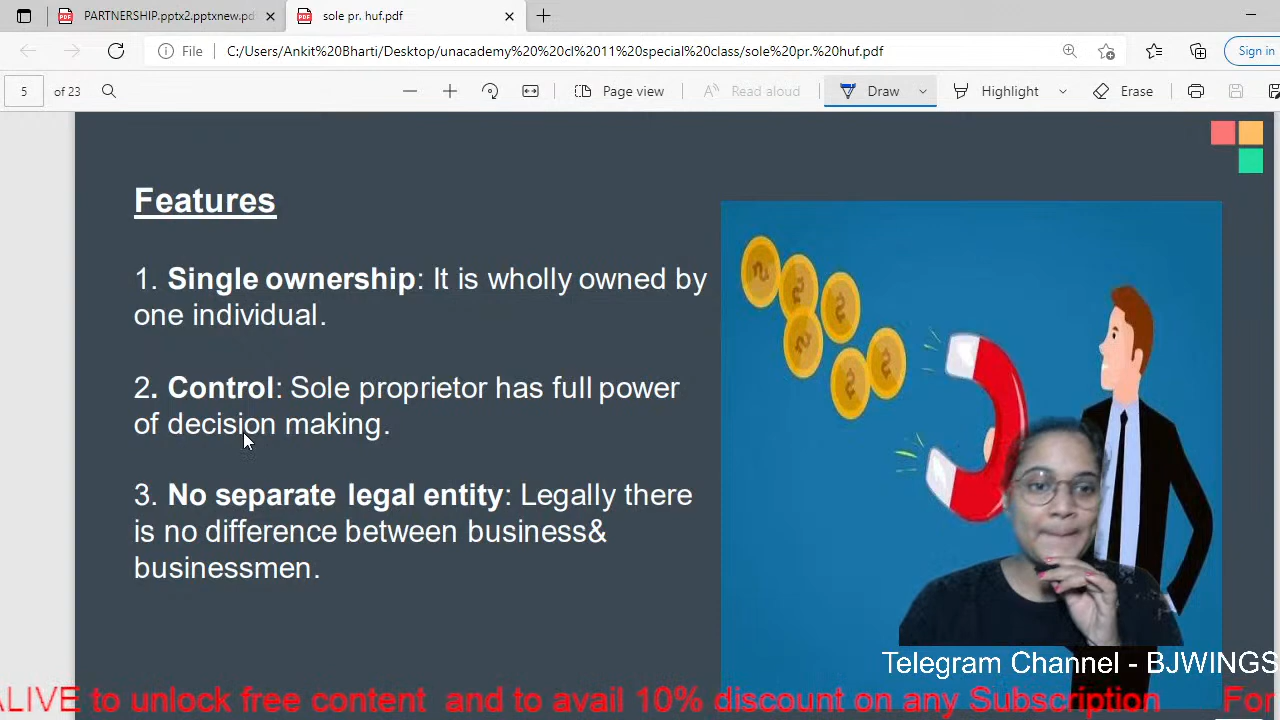 PARTNERSHIP.pptx2.pptxnew.pdf
sole pr. huf.pdf
File
C:/Users/Ankit%20Bharti/Desktop/unacademy%20%20cl%2011%20special%20class/sole%20pr.%20huf.pdf
Sign in
5 of 23
Page view
Read aloud
Draw
Highlight
Erase
Features
1. Single ownership: It is wholly owned by
one individual.
2. Control: Sole proprietor has full power
of decision making.
3. No separate legal entity: Legally there
is no difference between business&
businessmen.
Telegram Channel - BJWINGS
ALIVE to unlock free content and to avail 10% discount on any Subscription For